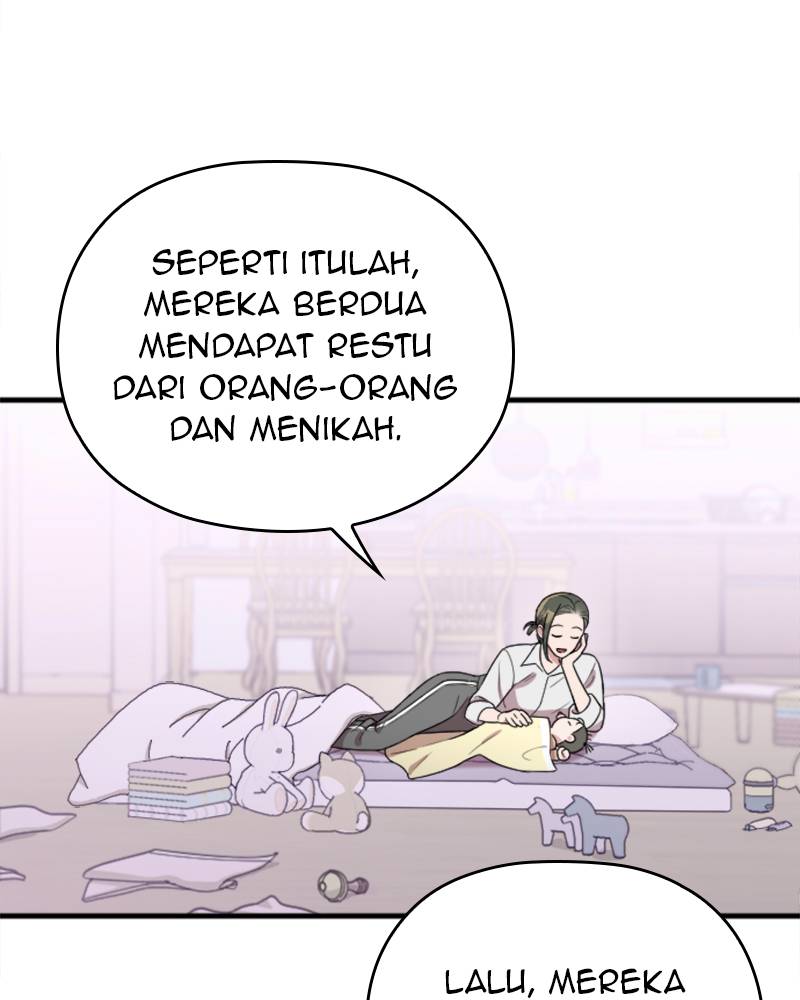 SEPERTI ITULAH,
MEREKA BERDUA
MENDAPAT RESTU
DARI ORANG-ORANG
DAN MENIKAH.
LALU, MEREKA